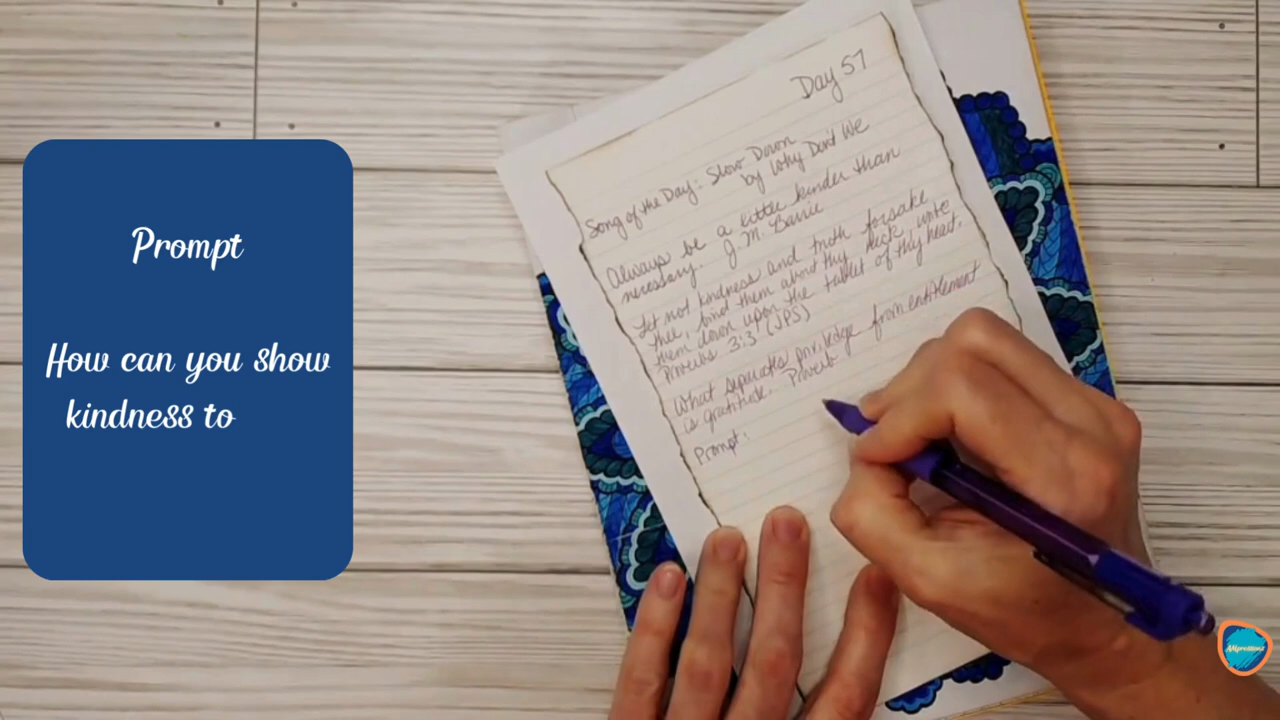 Prompt
How can you show
kindness to
Day 57
Song of the Day: Slow Down
by Why Don't We
Always be a little kinder than
necessary. J. M. Barrie
Let not kindness and truth forsake
thee, bind them about thy neck, write
them down upon the tablet of thy heart.
Proverbs 3:3 (JPS)
What separates priviledge from entitlement
is gratitude. Proverb
Prompt: